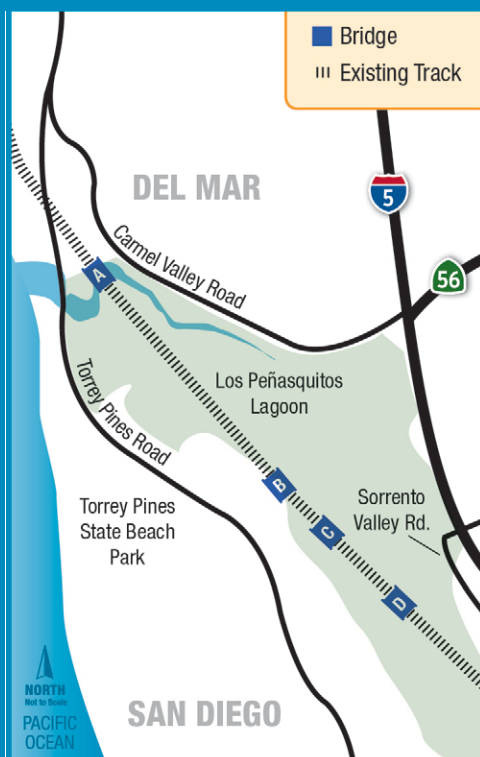 Bridge
Existing Track
DEL MAR
5
56
Carmel Valley Road
A
Los Peñasquitos
Lagoon
Torrey Pines Road
B
Sorrento
Valley Rd.
Torrey Pines
State Beach
Park
C
D
NORTH
Not to Scale
PACIFIC
OCEAN
SAN DIEGO